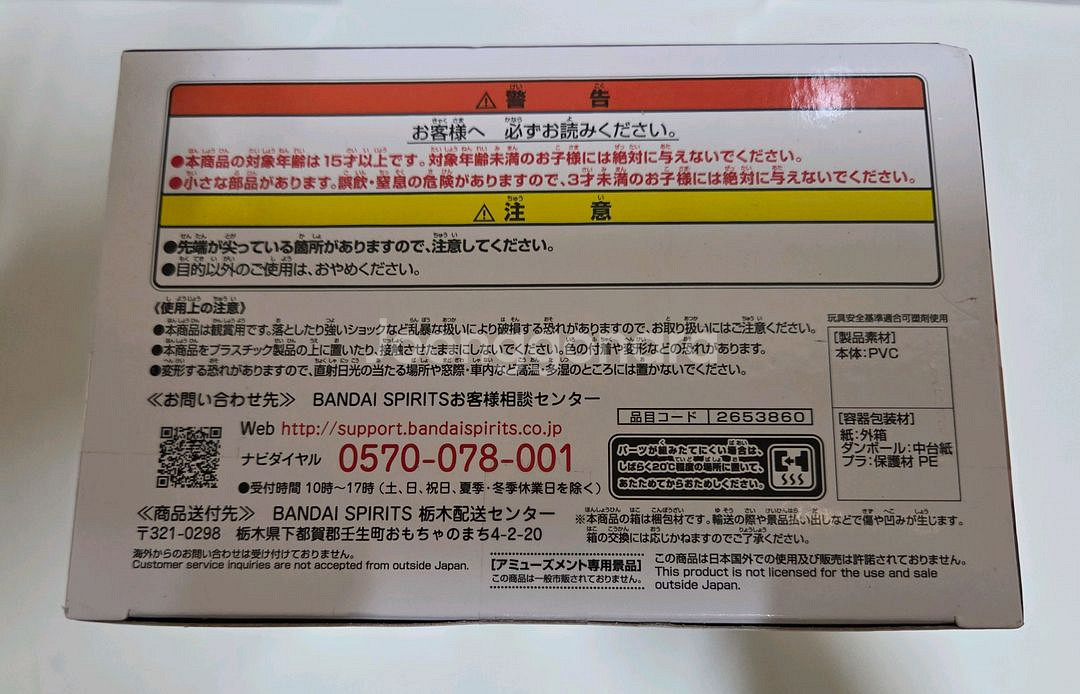 ⚠警告
お客様へ 必ずお読みください。
●本商品の対象年齢は15才以上です。対象年齢未満のお子様には絶対に与えないでください。
●小さな部品があります。誤飲・窒息の危険がありますので、3才未満のお子様には絶対に与えないでください。
⚠注意
●先端が尖っている箇所がありますので、注意してください。
●目的以外のご使用は、おやめください。
《使用上の注意》
●本商品は観賞用です。落としたり強いショックなど乱暴な扱いにより破損する恐れがありますので、お取り扱いにはご注意ください。
●本商品をプラスチック製品の上に置いたり、接触させたままにしないでください。色の付着や変形などの恐れがあります。
●変形する恐れがありますので、直射日光の当たる場所や窓際・車内など高温・多湿のところには置かないでください。
玩具安全基準適合可塑剤使用
[製品素材]
本体:PVC
[容器包装材]
紙:外箱
ダンボール:中台紙
プラ:保護材 PE
≪お問い合わせ先≫ BANDAI SPIRITSお客様相談センター
品目コード 2653860
Web http://support.bandaispirits.co.jp
ナビダイヤル 0570-078-001
●受付時間 10時〜17時(土、日、祝日、夏季・冬季休業日を除く)
パーツが組みたてにくい場合は、
しばらく20℃程度の場所に置いて、
あたためてからおためしください。
≪商品送付先≫ BANDAI SPIRITS 栃木配送センター
〒321-0298 栃木県下都賀郡壬生町おもちゃのまち4-2-20
※本商品の箱は梱包材です。輸送の際や景品払い出しなどで傷や凹みが生じます。
箱の交換には応じかねますのでご了承ください。
海外からのお問い合わせは受け付けておりません。
Customer service inquiries are not accepted from outside Japan.
[アミューズメント専用景品]
この商品は一般市販されておりません。
この商品は日本国外での使用及び販売は許諾されておりません。
This product is not licensed for the use and sale
outside Japan.